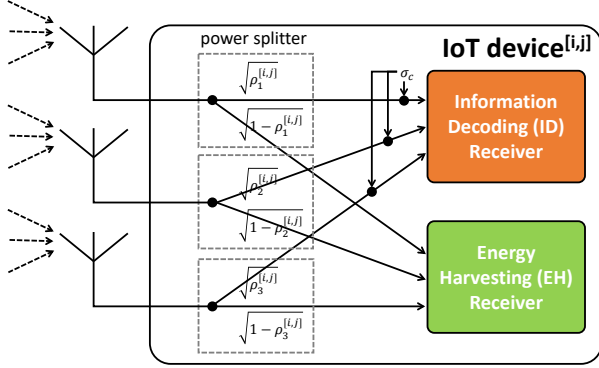 power splitter
IoT device[i,j]
√ρ₁^[i,j]
σ_c
√1 − ρ₁^[i,j]
Information
Decoding (ID)
Receiver
√ρ₂^[i,j]
√1 − ρ₂^[i,j]
Energy
Harvesting (EH)
Receiver
√ρ₃^[i,j]
√1 − ρ₃^[i,j]